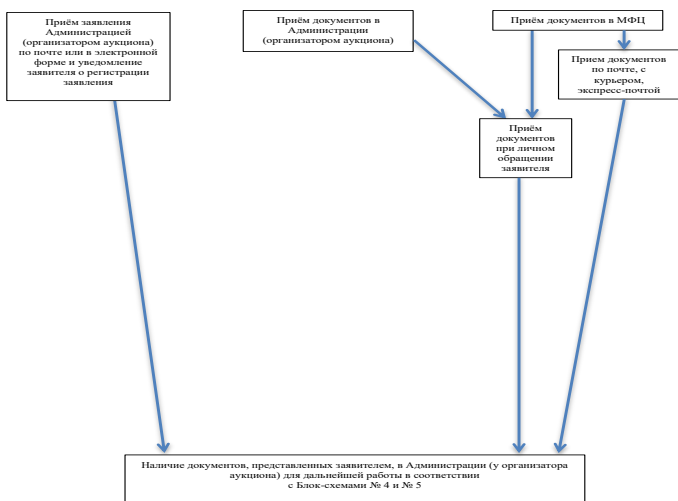 Приём заявления
Администрацией
(организатором аукциона)
по почте или в электронной
форме и уведомление
заявителя о регистрации
заявления
Приём документов в
Администрации
(организатором аукциона)
Приём документов в МФЦ
Прием документов
по почте, с
курьером,
экспресс-почтой
Приём
документов
при личном
обращении
заявителя
Наличие документов, представленных заявителем, в Администрации (у организатора
аукциона) для дальнейшей работы в соответствии
с Блок-схемами № 4 и № 5